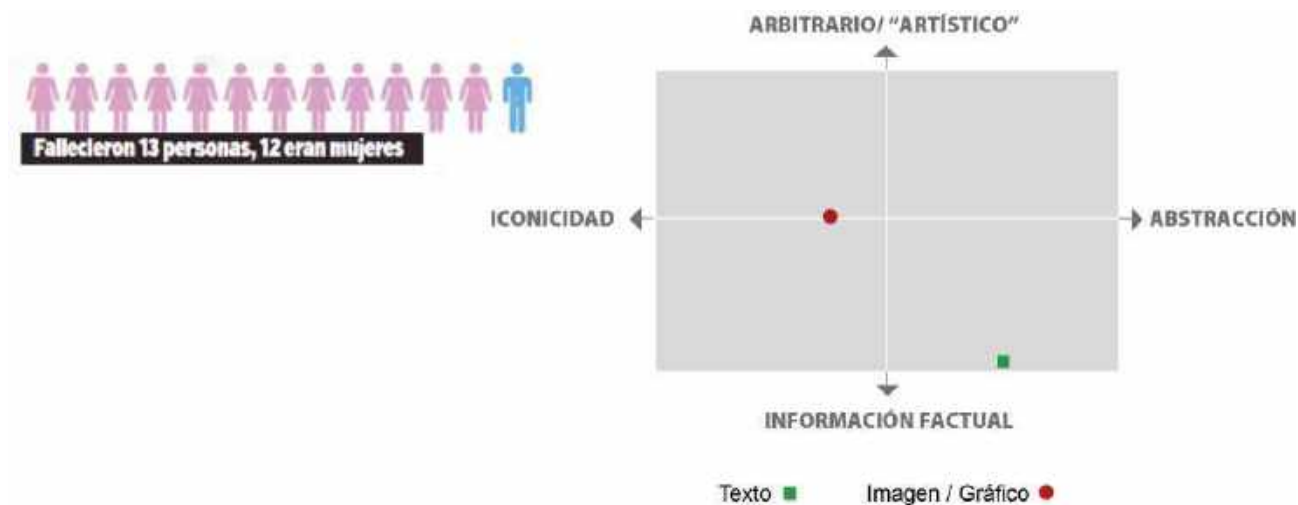 ARBITRARIO/ “ARTÍSTICO”
Fallecieron 13 personas, 12 eran mujeres
ICONICIDAD
ABSTRACCIÓN
INFORMACIÓN FACTUAL
Texto
Imagen / Gráfico